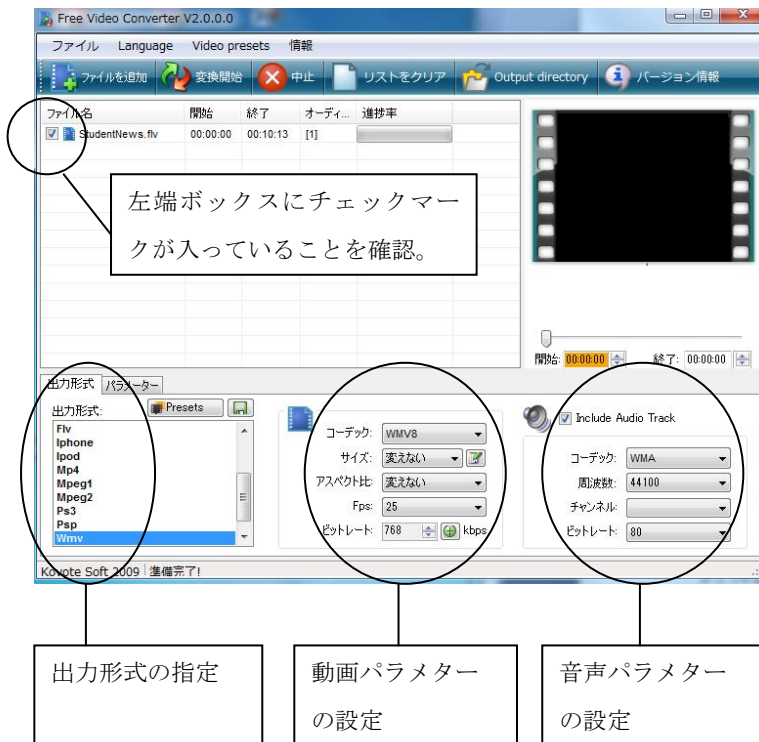 Free Video Converter V2.0.0.0
ファイル Language Video presets 情報
ファイルを追加 変換開始 中止 リストをクリア Output directory バージョン情報
ファイル名 開始 終了 オーディ... 進捗率
StudentNews.flv 00:00:00 00:10:13 [1]
左端ボックスにチェックマー
クが入っていることを確認。
開始: 00:00:00 終了: 00:00:00
出力形式 パラメーター
出力形式: Presets
Flv
Iphone
Ipod
Mp4
Mpeg1
Mpeg2
Ps3
Psp
Wmv
コーデック: WMV8
サイズ: 変えない
アスペクト比: 変えない
Fps: 25
ビットレート: 768 kbps
Include Audio Track
コーデック: WMA
周波数: 44100
チャンネル:
ビットレート: 80
Koyote Soft 2009 準備完了!
出力形式の指定
動画パラメター
の設定
音声パラメター
の設定